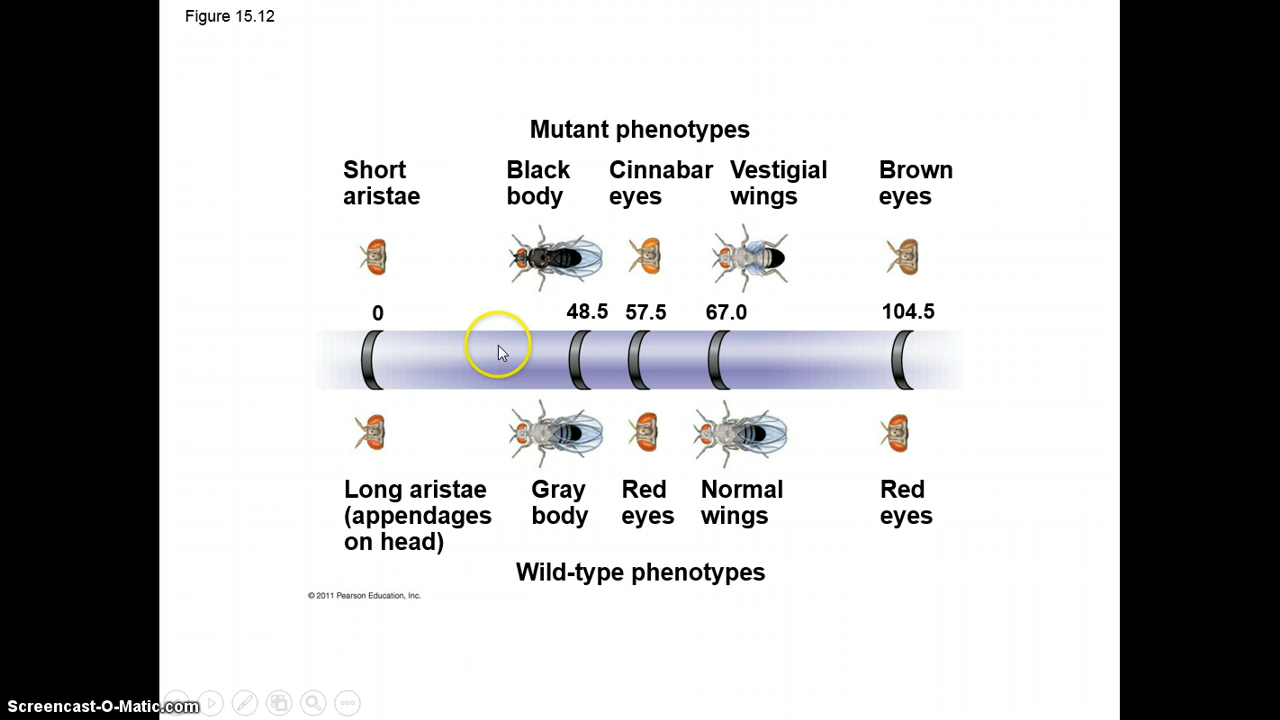 Figure 15.12
Mutant phenotypes
Short
aristae
Black
body
Cinnabar
eyes
Vestigial
wings
Brown
eyes
0
48.5
57.5
67.0
104.5
Long aristae
(appendages
on head)
Gray
body
Red
eyes
Normal
wings
Red
eyes
Wild-type phenotypes
© 2011 Pearson Education, Inc.
Screencast-O-Matic.com